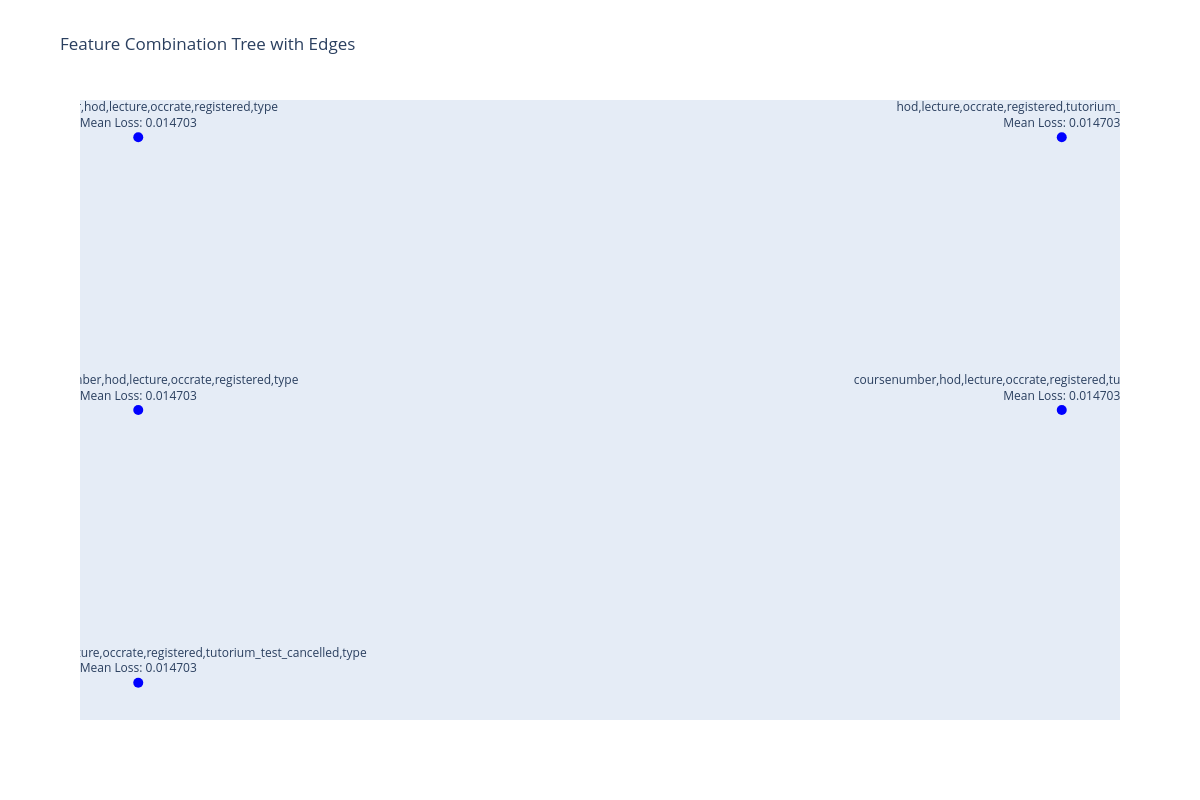 Feature Combination Tree with Edges
,hod,lecture,occrate,registered,type
Mean Loss: 0.014703
hod,lecture,occrate,registered,tutorium_
Mean Loss: 0.014703
ber,hod,lecture,occrate,registered,type
Mean Loss: 0.014703
coursenumber,hod,lecture,occrate,registered,tu
Mean Loss: 0.014703
ure,occrate,registered,tutorium_test_cancelled,type
Mean Loss: 0.014703